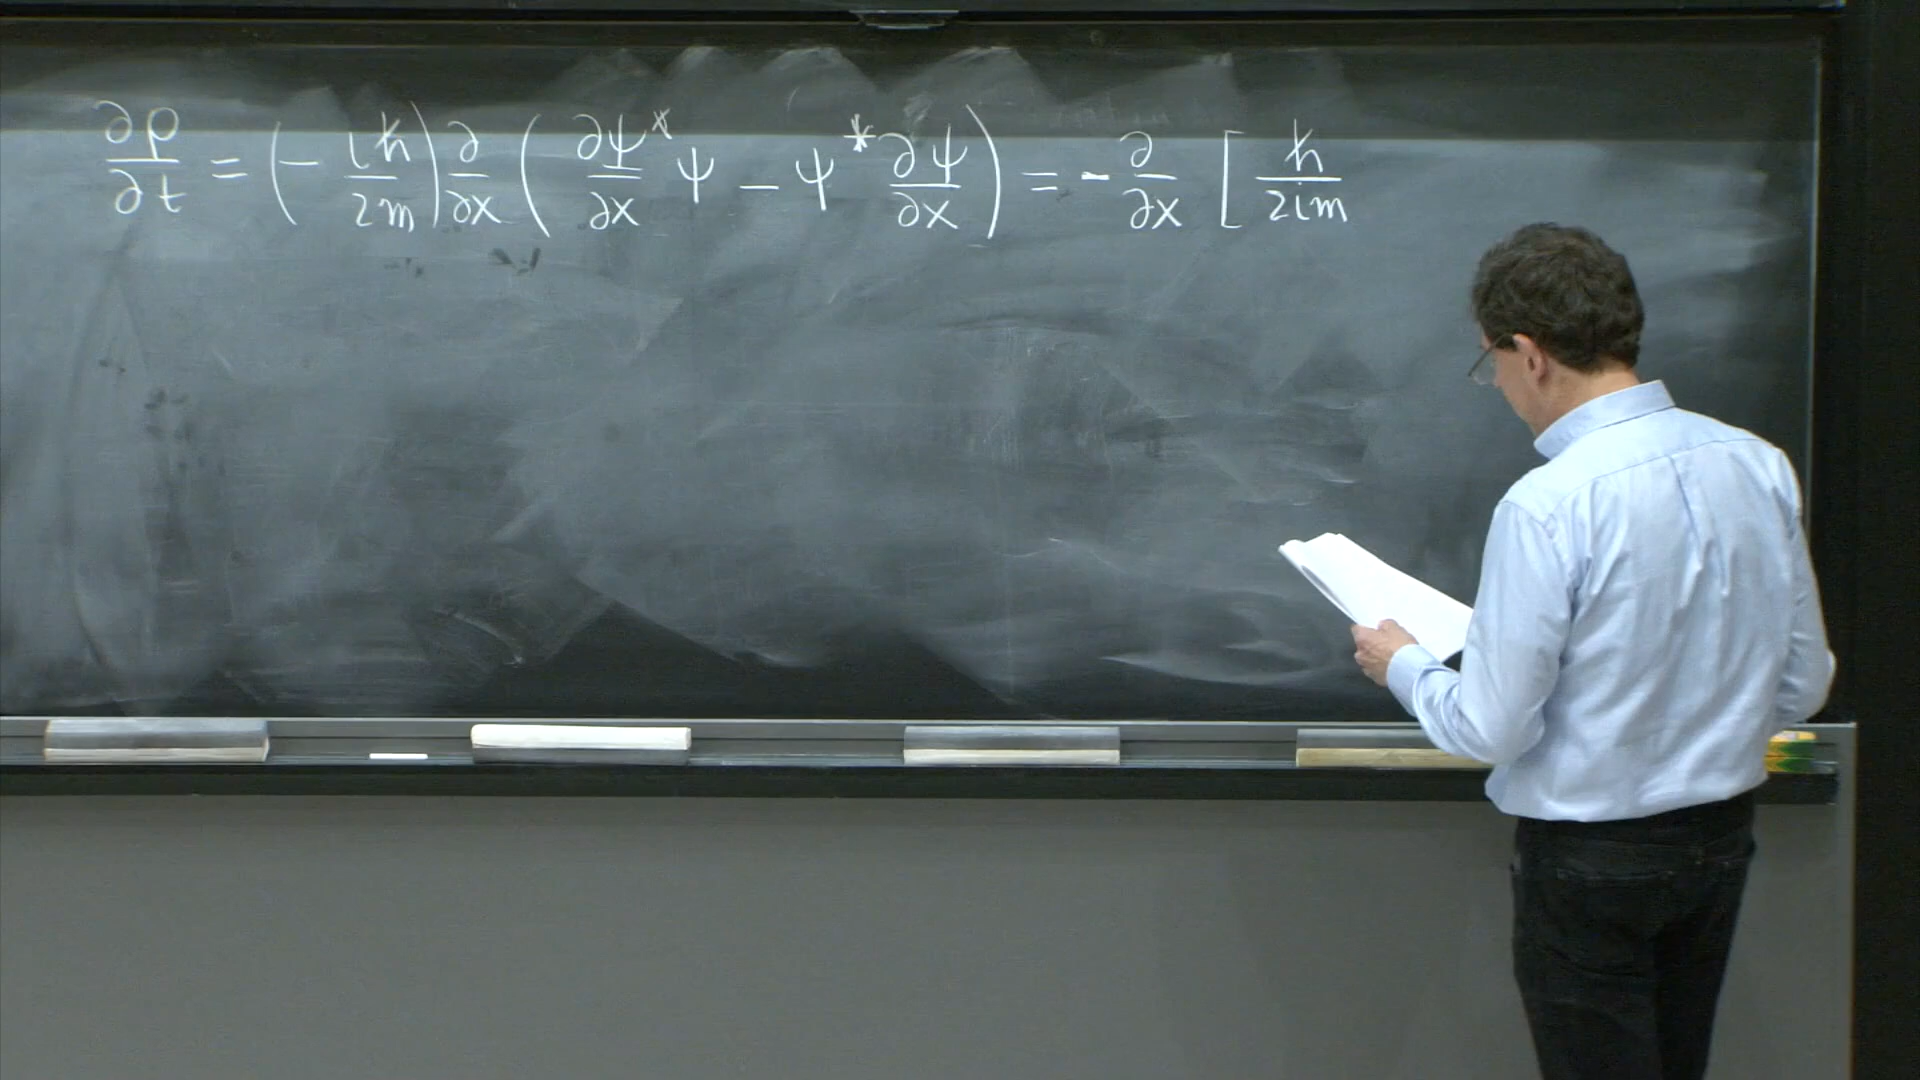 ∂ρ/∂t = (− iħ/2m) ∂/∂x ( ∂ψ*/∂x ψ − ψ* ∂ψ/∂x ) = − ∂/∂x [ ħ/2im